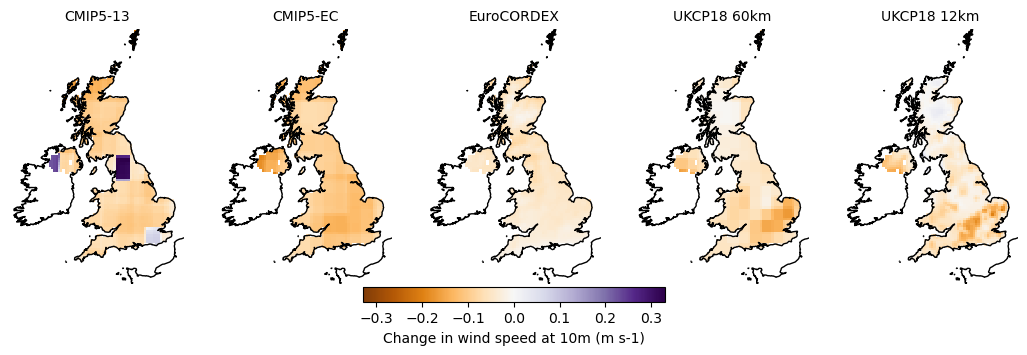 CMIP5-13
CMIP5-EC
EuroCORDEX
UKCP18 60km
UKCP18 12km
−0.3 −0.2 −0.1 0.0 0.1 0.2 0.3
Change in wind speed at 10m (m s-1)